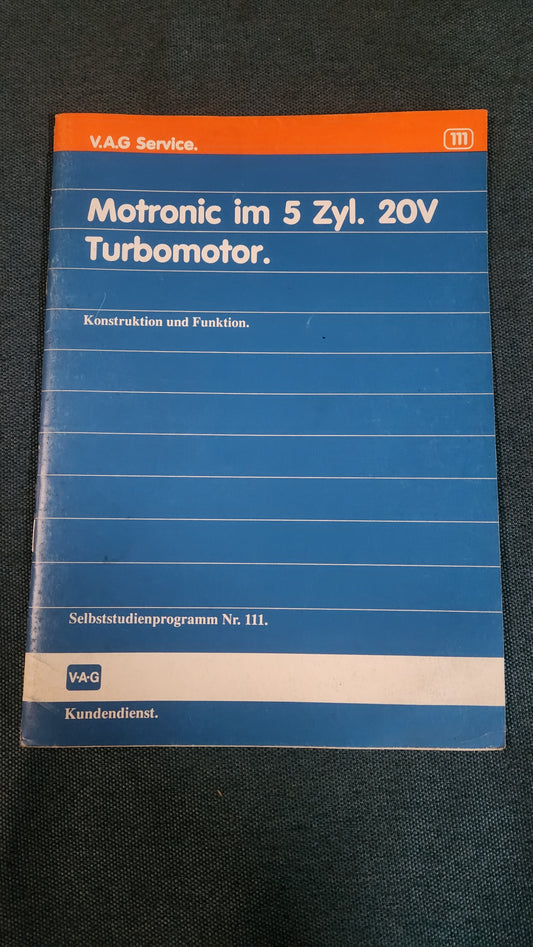 V.A.G Service.
111
Motronic im 5 Zyl. 20V
Turbomotor.
Konstruktion und Funktion.
Selbststudienprogramm Nr. 111.
V·A·G
Kundendienst.